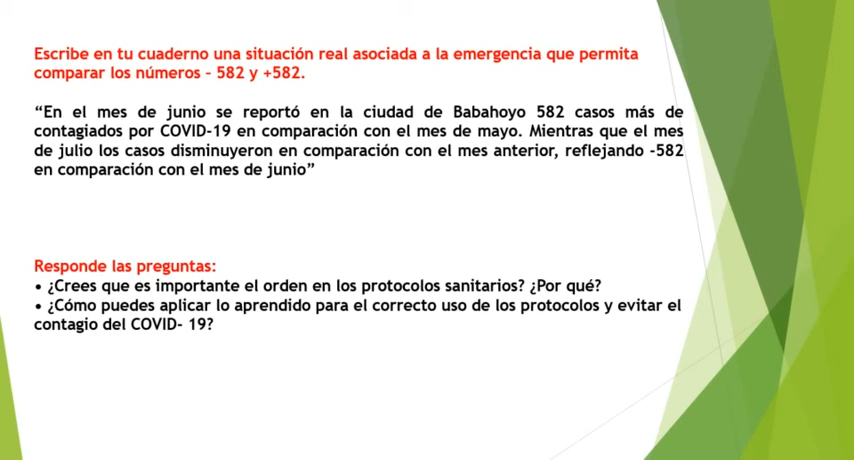 Escribe en tu cuaderno una situación real asociada a la emergencia que permita
comparar los números – 582 y +582.
“En el mes de junio se reportó en la ciudad de Babahoyo 582 casos más de
contagiados por COVID-19 en comparación con el mes de mayo. Mientras que el mes
de julio los casos disminuyeron en comparación con el mes anterior, reflejando -582
en comparación con el mes de junio”
Responde las preguntas:
• ¿Crees que es importante el orden en los protocolos sanitarios? ¿Por qué?
• ¿Cómo puedes aplicar lo aprendido para el correcto uso de los protocolos y evitar el
contagio del COVID- 19?